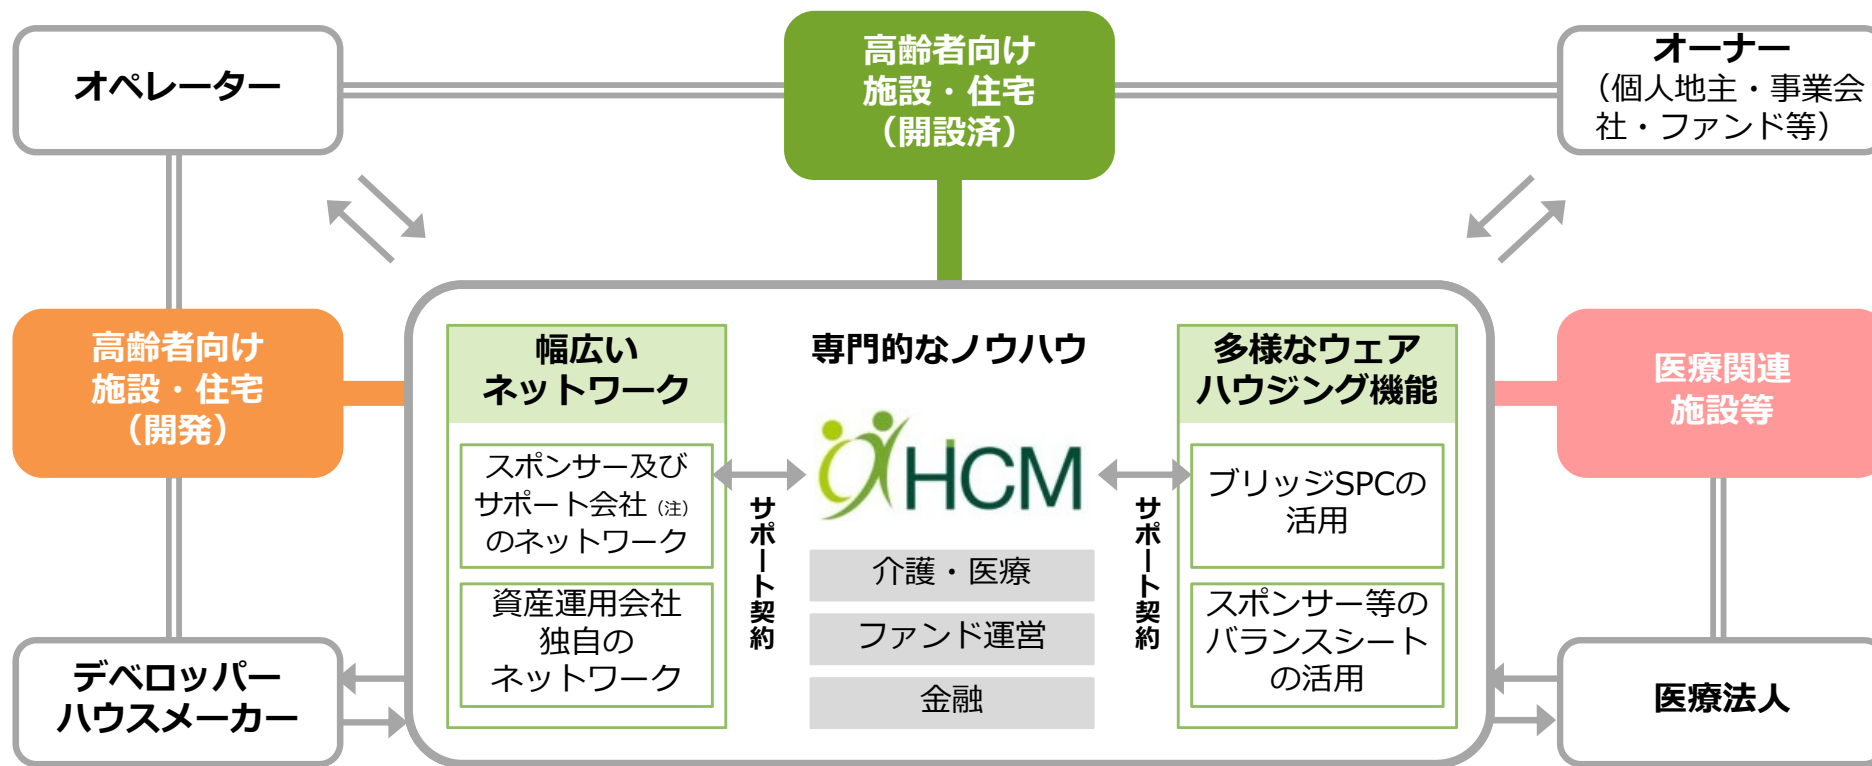 オペレーター
高齢者向け
施設・住宅
（開設済）
オーナー
（個人地主・事業会
社・ファンド等）
高齢者向け
施設・住宅
（開発）
幅広い
ネットワーク
スポンサー及び
サポート会社（注）
のネットワーク
資産運用会社
独自の
ネットワーク
サポート契約
専門的なノウハウ
HCM
介護・医療
ファンド運営
金融
サポート契約
多様なウェア
ハウジング機能
ブリッジSPCの
活用
スポンサー等の
バランスシート
の活用
医療関連
施設等
デベロッパー
ハウスメーカー
医療法人